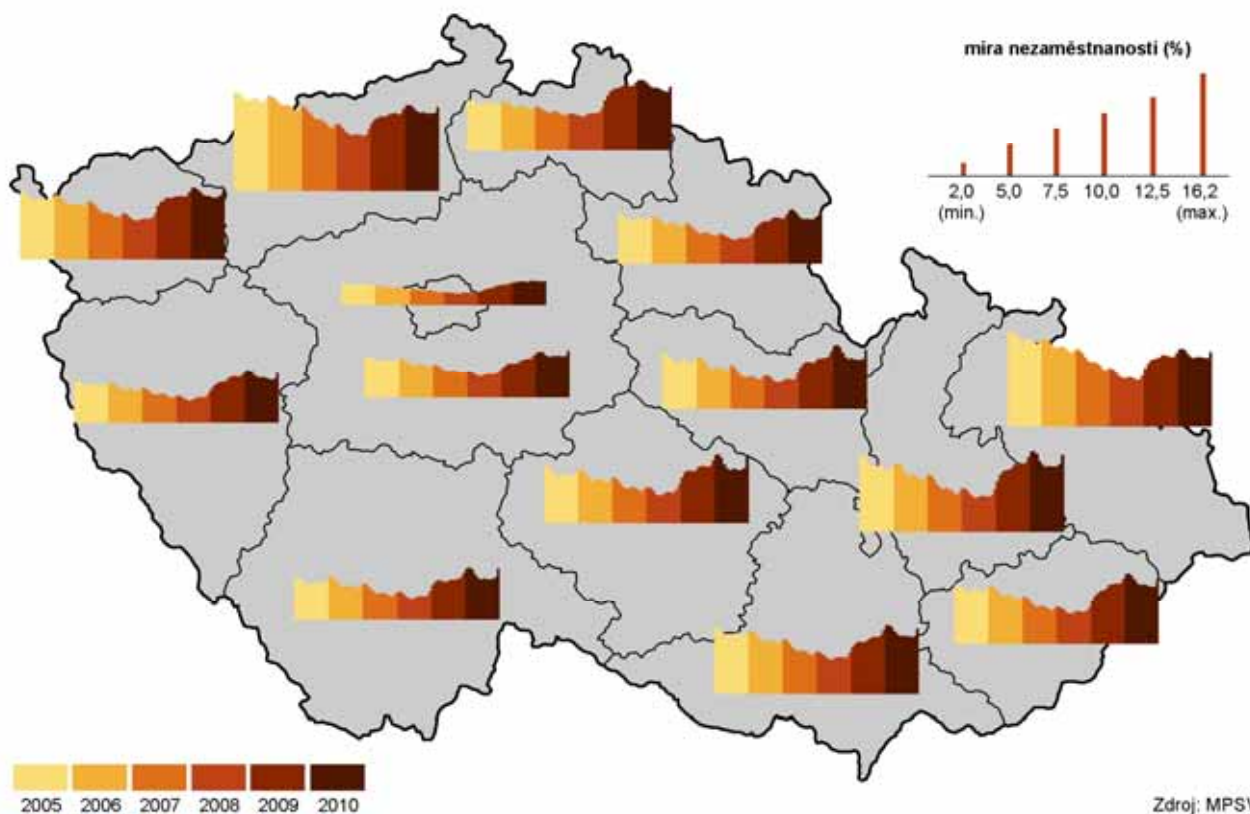 míra nezaměstnanosti (%)
2,0 5,0 7,5 10,0 12,5 16,2
(min.) (max.)
2005 2006 2007 2008 2009 2010
Zdroj: MPSV